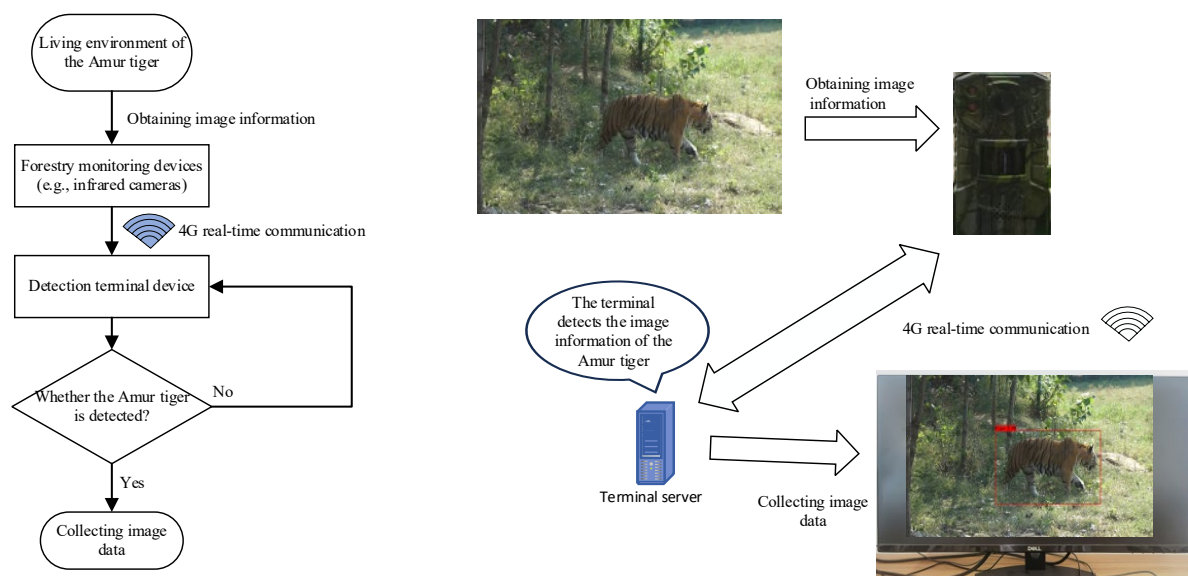 Living environment of
the Amur tiger
Obtaining image information
Forestry monitoring devices
(e.g., infrared cameras)
4G real-time communication
Detection terminal device
Whether the Amur tiger
is detected?
No
Yes
Collecting image
data
Obtaining image
information
The terminal
detects the image
information of the
Amur tiger
4G real-time communication
Terminal server
Collecting image
data
DELL